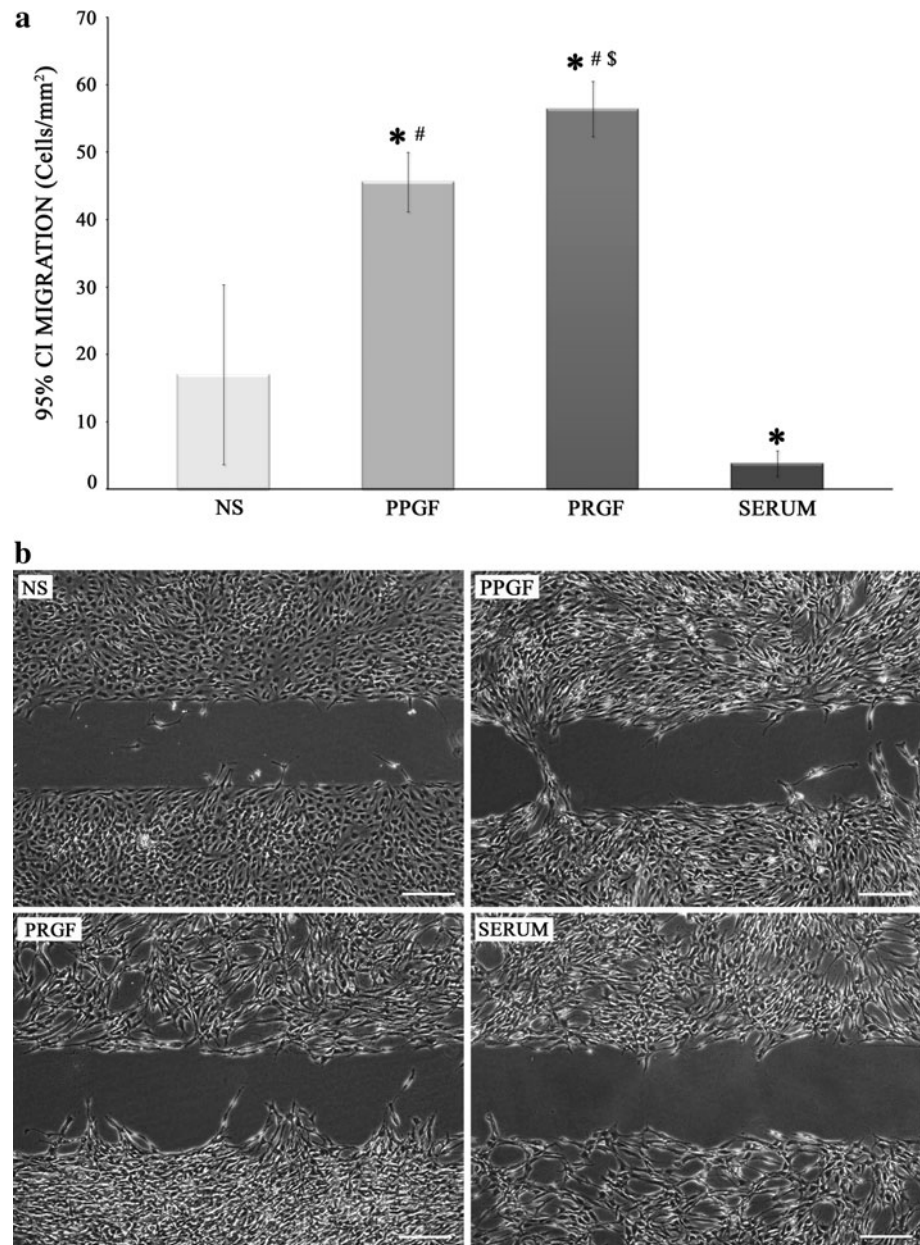 a
95% CI MIGRATION (Cells/mm²)
70
60
50
40
30
20
10
0
* #
* # $
*
NS
PPGF
PRGF
SERUM
b
NS
PPGF
PRGF
SERUM